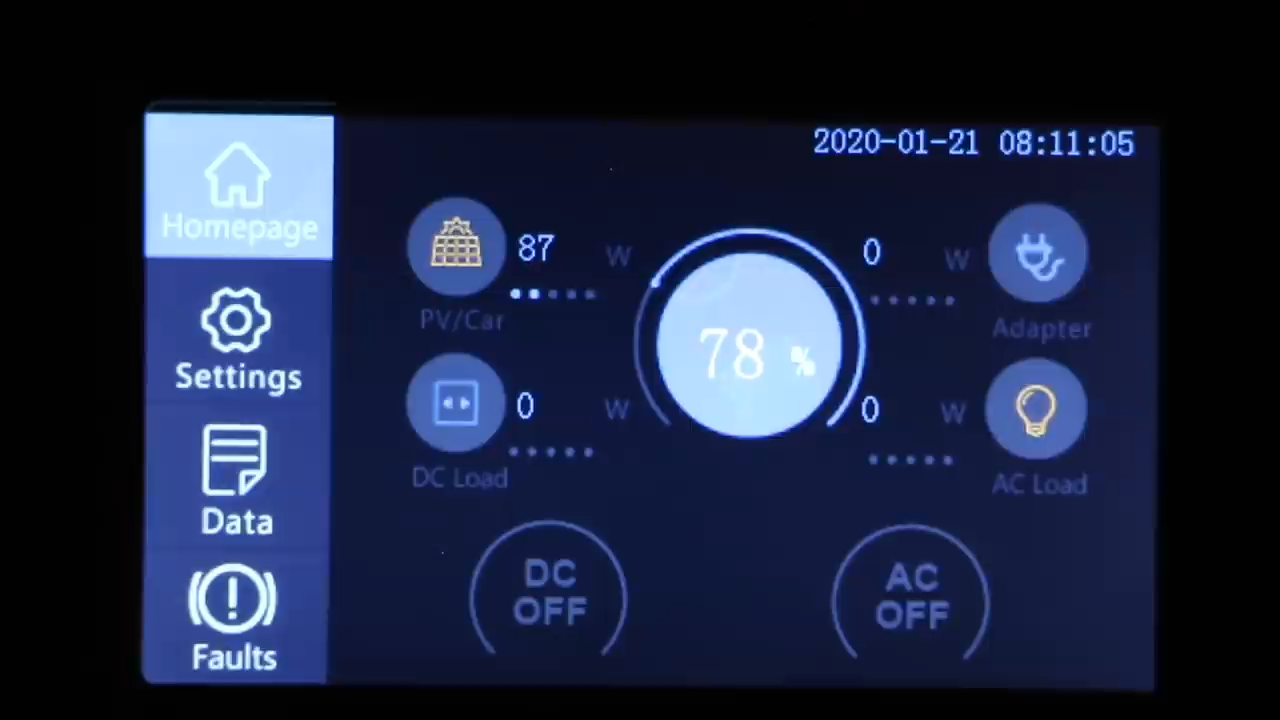 2020-01-21 08:11:05
Homepage
Settings
Data
Faults
87 W
PV/Car
0 W
DC Load
78 %
0 W
Adapter
0 W
AC Load
DC
OFF
AC
OFF